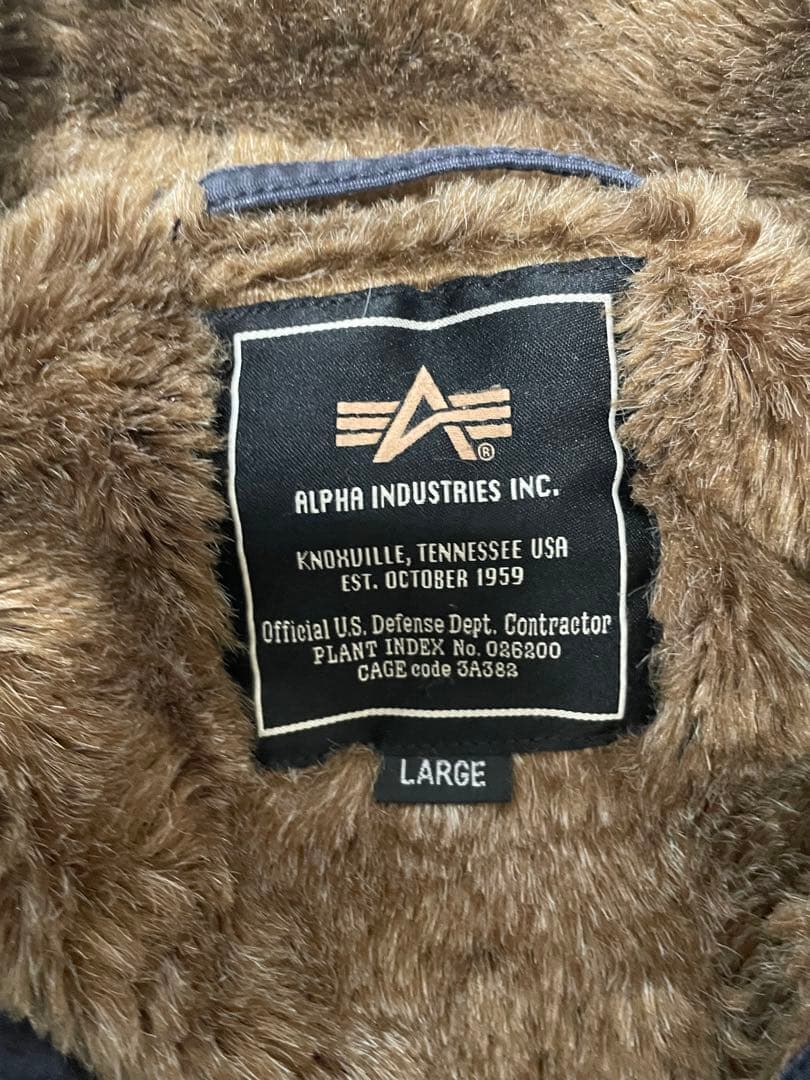 ®
ALPHA INDUSTRIES INC.
KNOXVILLE, TENNESSEE USA
EST. OCTOBER 1959
Official U.S. Defense Dept. Contractor
PLANT INDEX No. 026200
CAGE code 3A382
LARGE